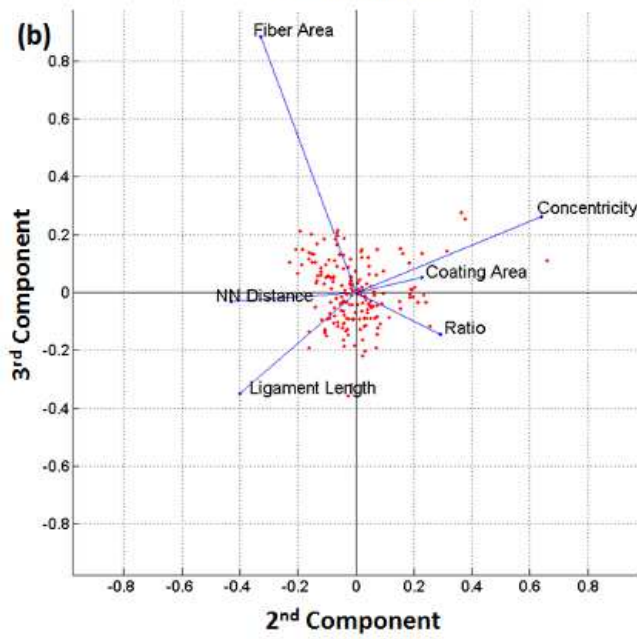 (b)
Fiber Area
0.8
0.6
0.4
Concentricity
0.2
Coating Area
0
NN Distance
Ratio
-0.2
Ligament Length
-0.4
-0.6
-0.8
-0.8 -0.6 -0.4 -0.2 0 0.2 0.4 0.6 0.8
3rd Component
2nd Component